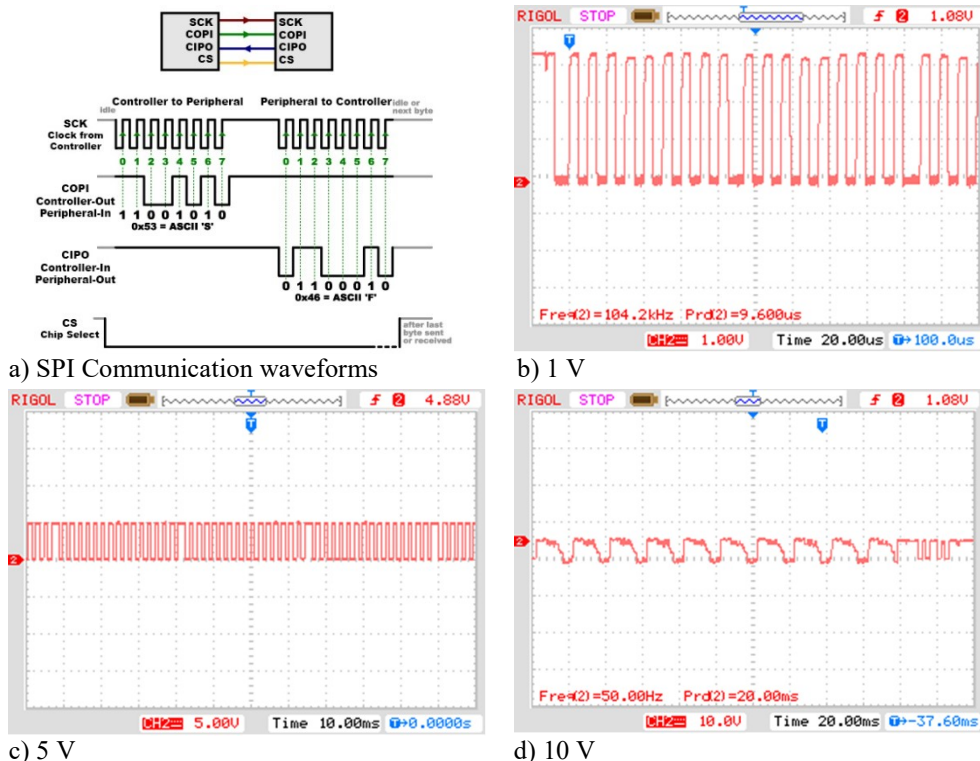 SCK SCK
COPI COPI
CIPO CIPO
CS CS
Controller to Peripheral Peripheral to Controller
idle idle or
next byte
SCK
Clock from
Controller
0 1 2 3 4 5 6 7 0 1 2 3 4 5 6 7
COPI
Controller-Out
Peripheral-In
1 1 0 0 1 0 1 0
0x53 = ASCII 'S'
CIPO
Controller-In
Peripheral-Out
0 1 1 0 0 0 1 0
0x46 = ASCII 'F'
CS
Chip Select
after last
byte sent
or received
a) SPI Communication waveforms
RIGOL STOP T 2 1.08V
T
2
Freq(2)=104.2kHz Prd(2)=9.600us
CH2 1.00V Time 20.00us T→100.0us
b) 1 V
RIGOL STOP T 2 4.88V
T
2
CH2 5.00V Time 10.00ms T→0.0000s
c) 5 V
RIGOL STOP T 2 1.08V
T
2
Freq(2)=50.00Hz Prd(2)=20.00ms
CH2 10.0V Time 20.00ms T→-37.60ms
d) 10 V